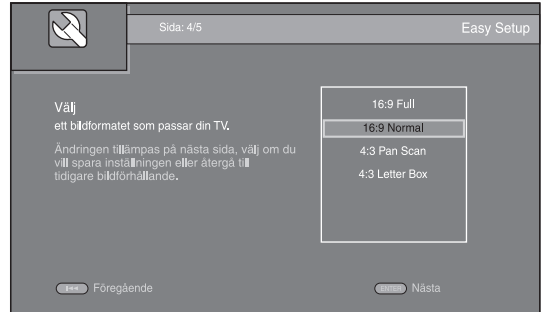 Sida: 4/5
Easy Setup
Välj
ett bildformatet som passar din TV.
Ändringen tillämpas på nästa sida, välj om du
vill spara inställningen eller återgå till
tidigare bildförhållande.
16:9 Full
16:9 Normal
4:3 Pan Scan
4:3 Letter Box
Föregående
ENTER Nästa